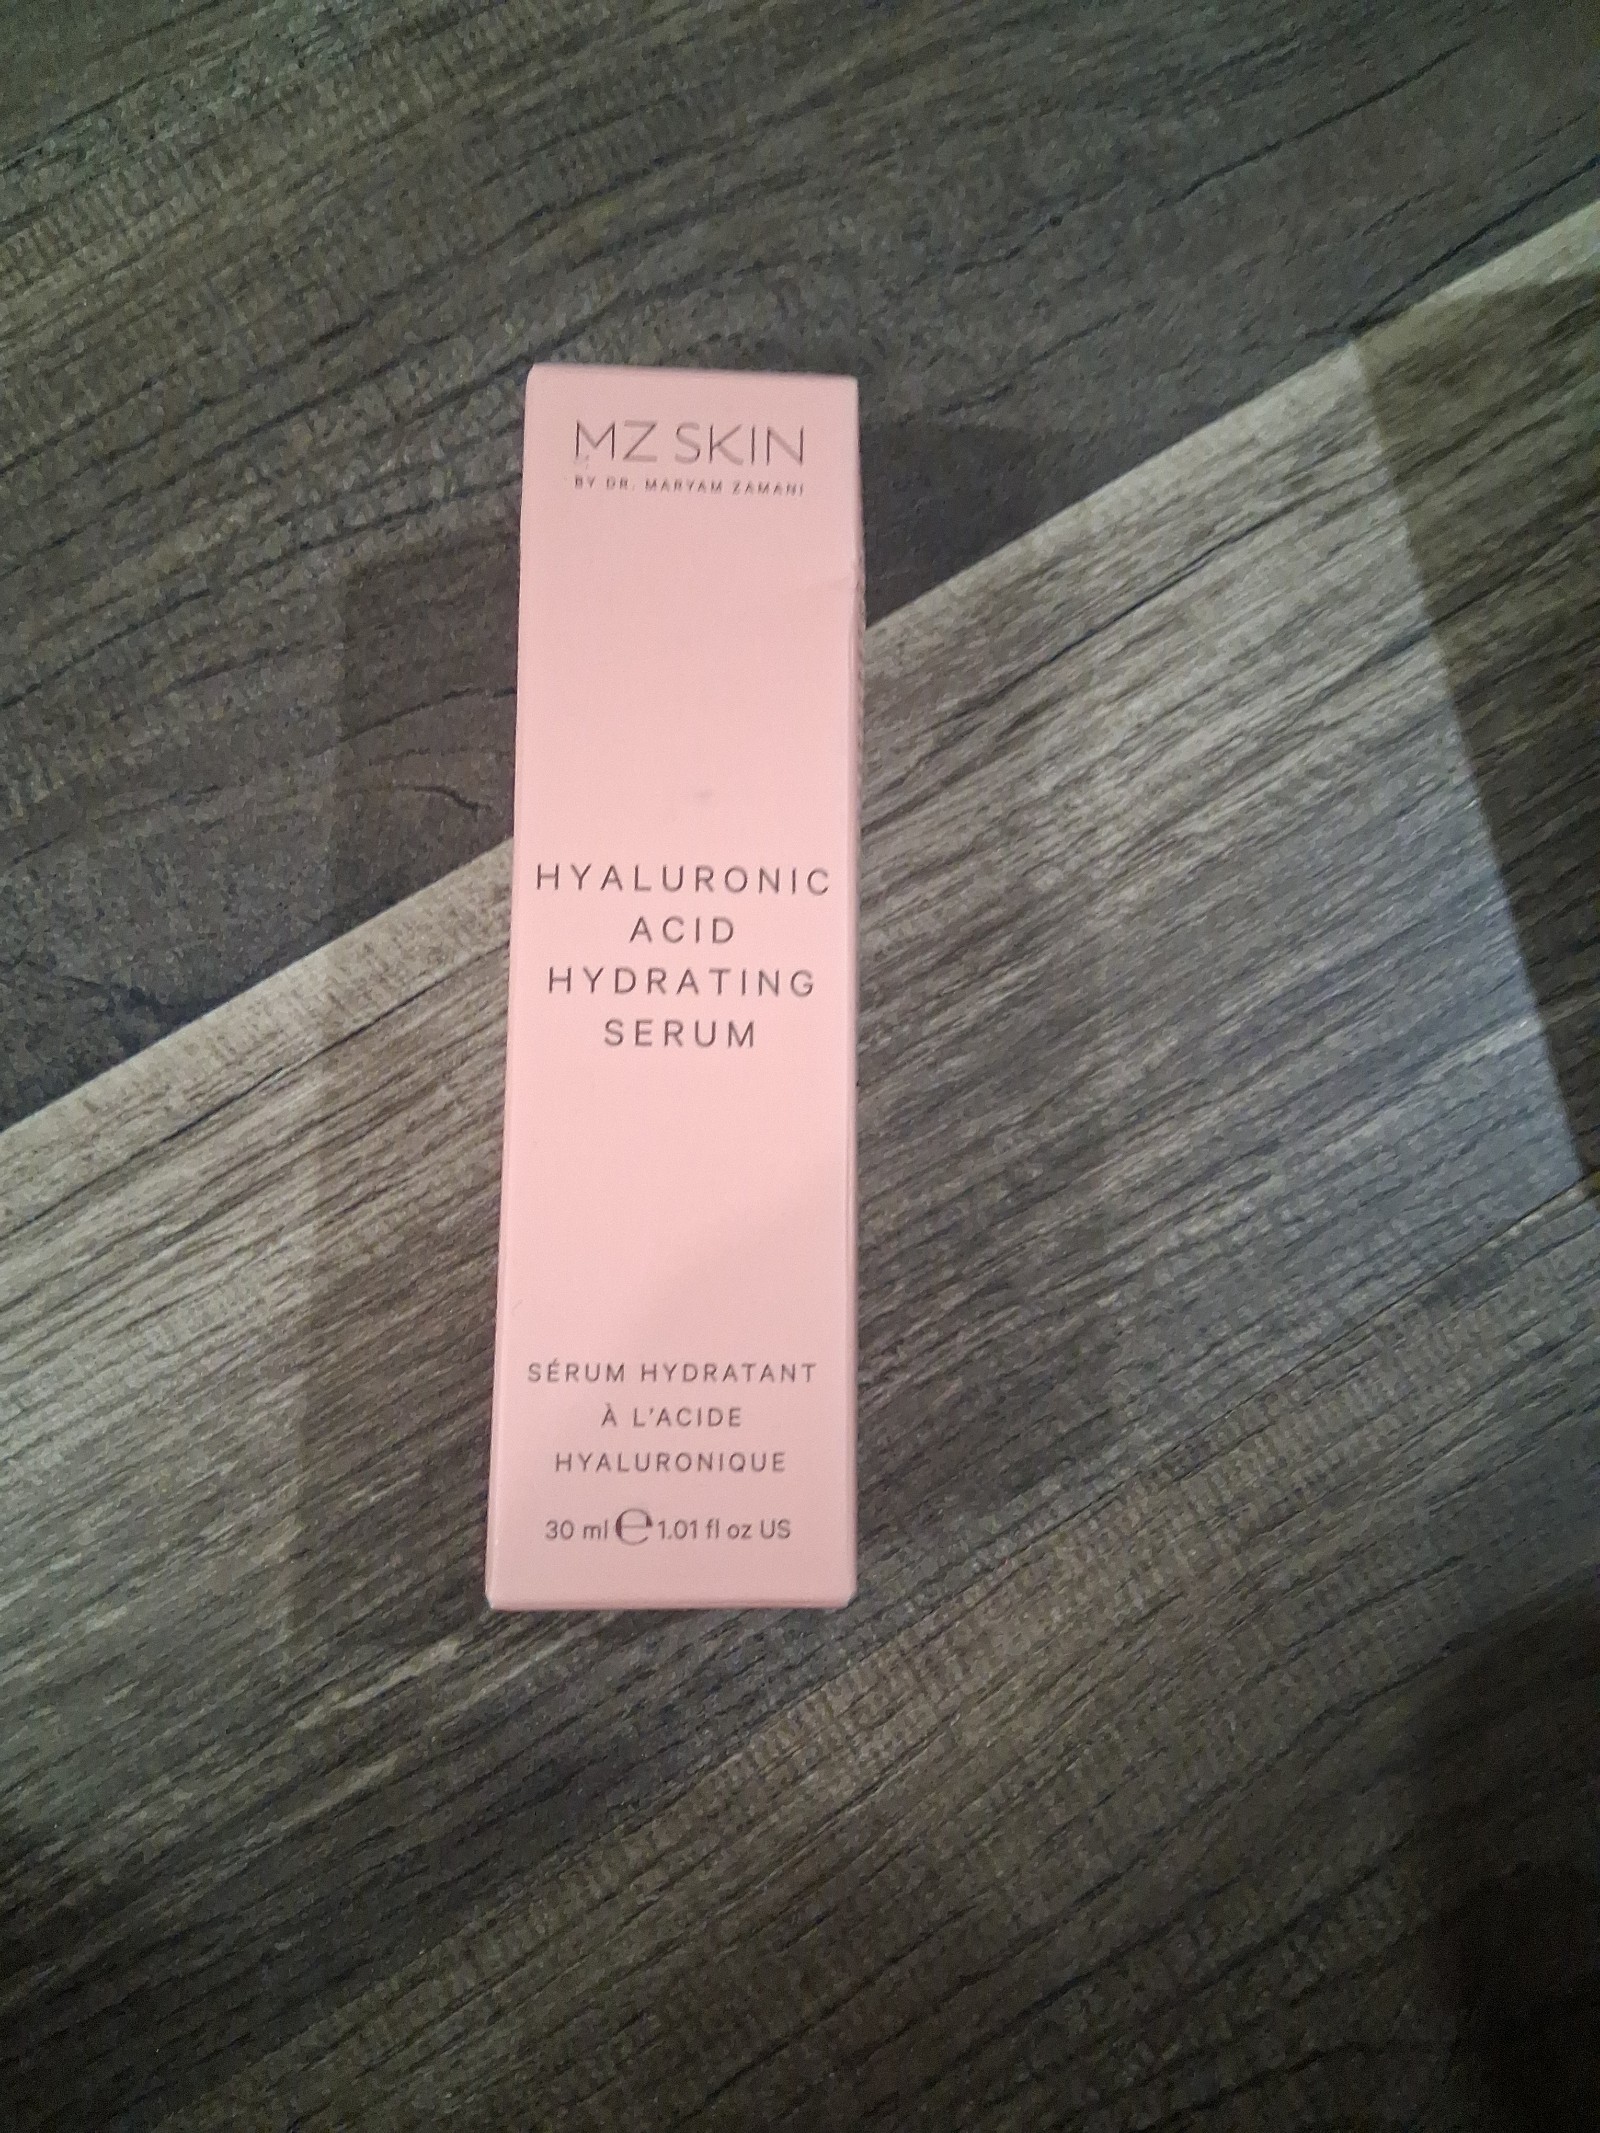 MZ SKIN
BY DR. MARYAM ZAMANI
HYALURONIC
ACID
HYDRATING
SERUM
SÉRUM HYDRATANT
À L'ACIDE
HYALURONIQUE
30 ml ℮ 1.01 fl oz US